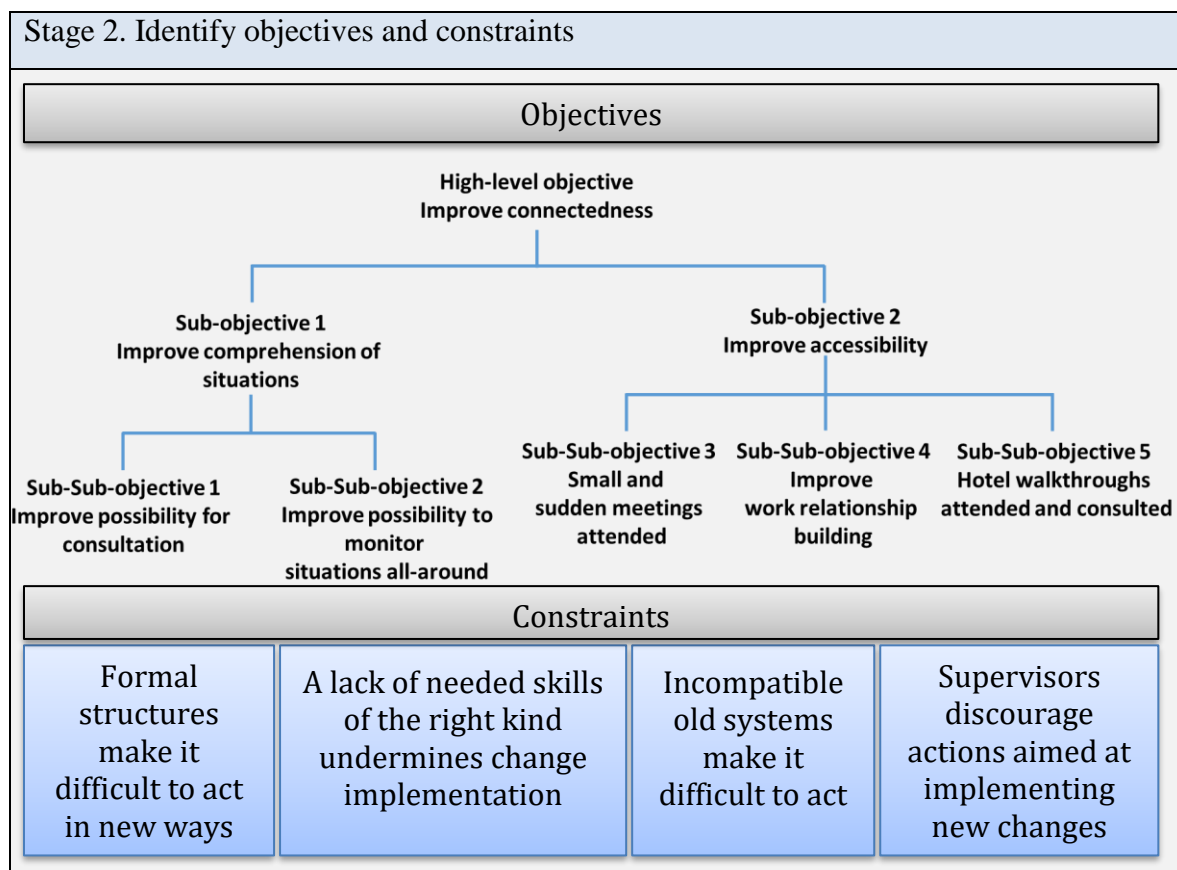 Stage 2. Identify objectives and constraints
Objectives
High-level objective
Improve connectedness
Sub-objective 1
Improve comprehension of
situations
Sub-objective 2
Improve accessibility
Sub-Sub-objective 1
Improve possibility for
consultation
Sub-Sub-objective 2
Improve possibility to
monitor
situations all-around
Sub-Sub-objective 3
Small and
sudden meetings
attended
Sub-Sub-objective 4
Improve
work relationship
building
Sub-Sub-objective 5
Hotel walkthroughs
attended and consulted
Constraints
Formal
structures
make it
difficult to act
in new ways
A lack of needed skills
of the right kind
undermines change
implementation
Incompatible
old systems
make it
difficult to act
Supervisors
discourage
actions aimed at
implementing
new changes